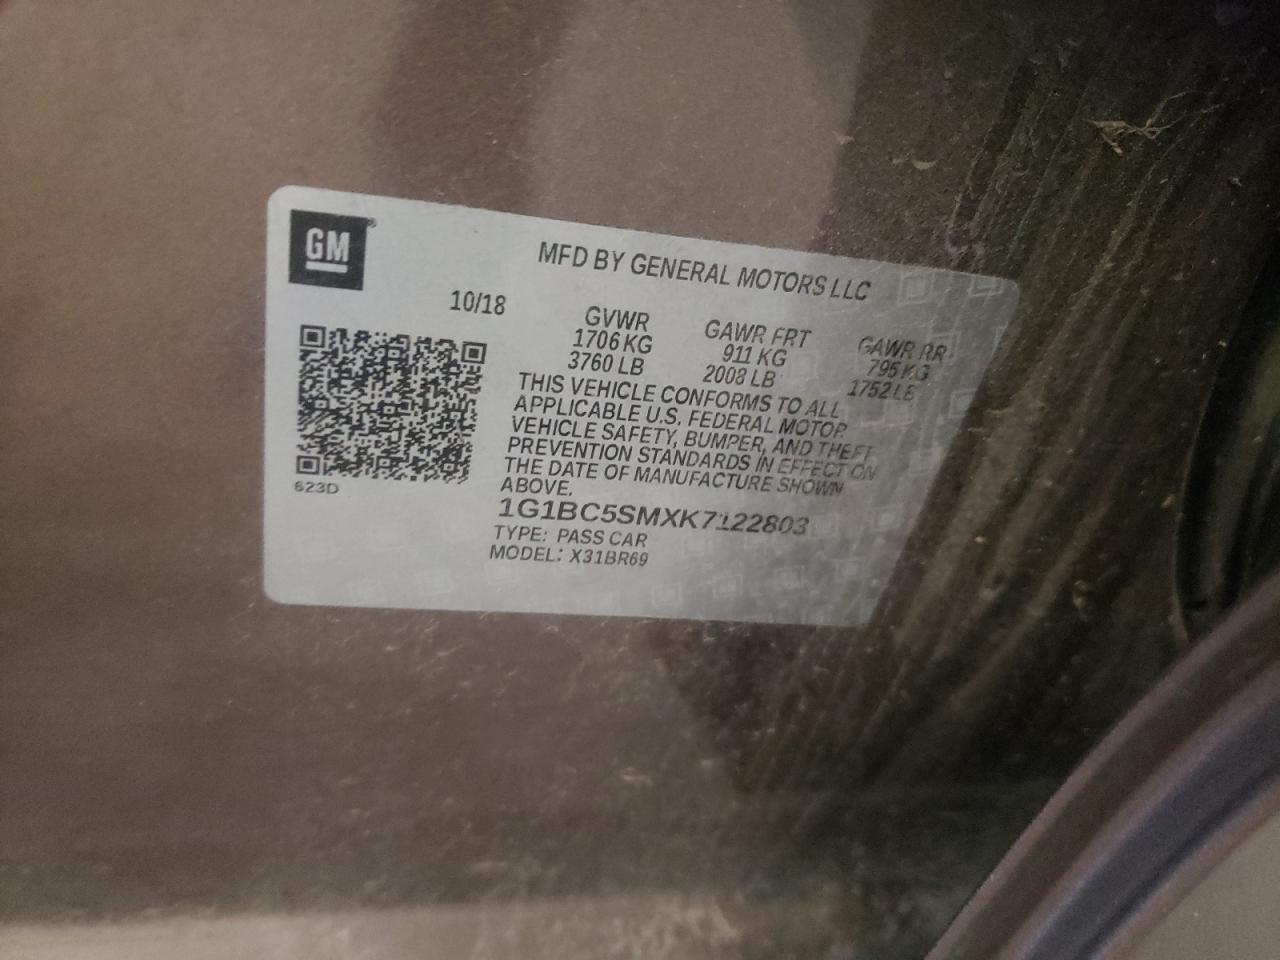 GM
MFD BY GENERAL MOTORS LLC
10/18
GVWR GAWR FRT GAWR RR
1706 KG 911 KG 795 KG
3760 LB 2008 LB 1752 LB
THIS VEHICLE CONFORMS TO ALL
APPLICABLE U.S. FEDERAL MOTOR
VEHICLE SAFETY, BUMPER, AND THEFT
PREVENTION STANDARDS IN EFFECT ON
THE DATE OF MANUFACTURE SHOWN
ABOVE.
623D
1G1BC5SMXK7122803
TYPE: PASS CAR
MODEL: X31BR69